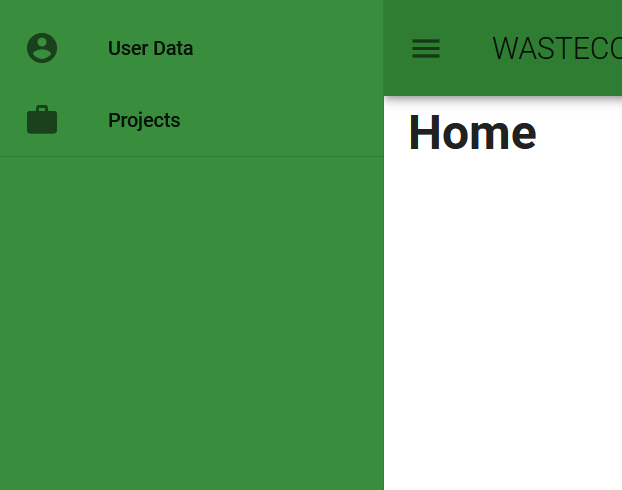 User Data
Projects
WASTECO
Home